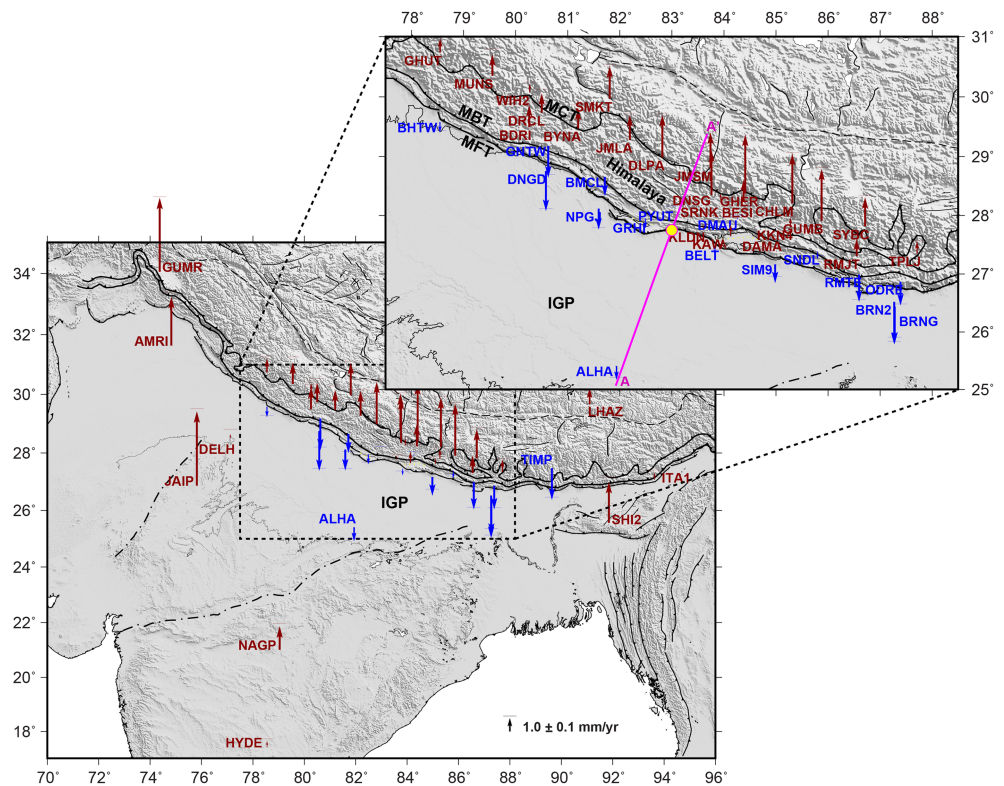 78˚ 79˚ 80˚ 81˚ 82˚ 83˚ 84˚ 85˚ 86˚ 87˚ 88˚
31˚
GHUT
MUNS
30˚
WIH2
MCT
SMKT
MBT
DRCL
A'
BHTW
BDRI
BYNA
MFT
JMLA
29˚
GNTW
DLPA
Himalaya
JMSM
DNGD
BMCL
DNSG
GHER
SRNK
BESI
CHLM
28˚
NPGJ
PYUT
DMAU
GRHI
GUMB
KKN4
SYBC
KLDN
KAWA
DAMA
BELT
SNDL
RMJT
TPLJ
SIM9
27˚
RMTE
ODRE
IGP
BRN2
BRNG
26˚
ALHA
A
25˚
34˚
GUMR
AMRI
32˚
30˚
LHAZ
28˚
DELH
TIMP
JAIP
ITA1
IGP
26˚
ALHA
SHI2
24˚
22˚
NAGP
20˚
18˚
HYDE
1.0 ± 0.1 mm/yr
70˚ 72˚ 74˚ 76˚ 78˚ 80˚ 82˚ 84˚ 86˚ 88˚ 90˚ 92˚ 94˚ 96˚